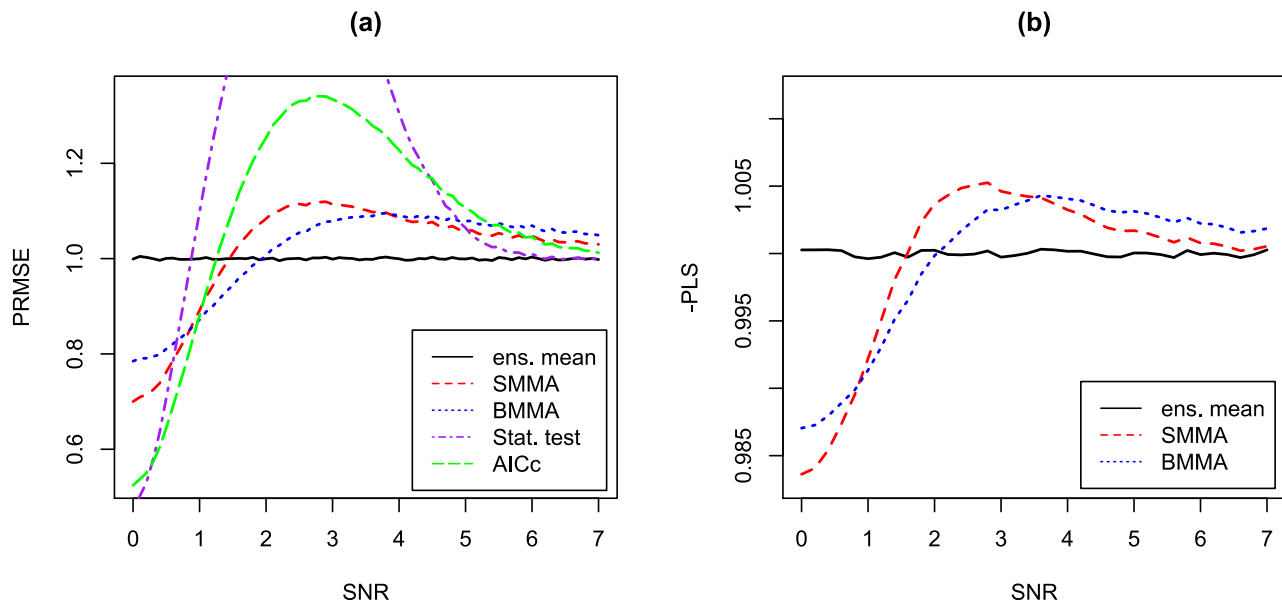 (a)
PRMSE
1.2
1.0
0.8
0.6
0 1 2 3 4 5 6 7
SNR
ens. mean
SMMA
BMMA
Stat. test
AICc
(b)
-PLS
1.005
0.995
0.985
0 1 2 3 4 5 6 7
SNR
ens. mean
SMMA
BMMA